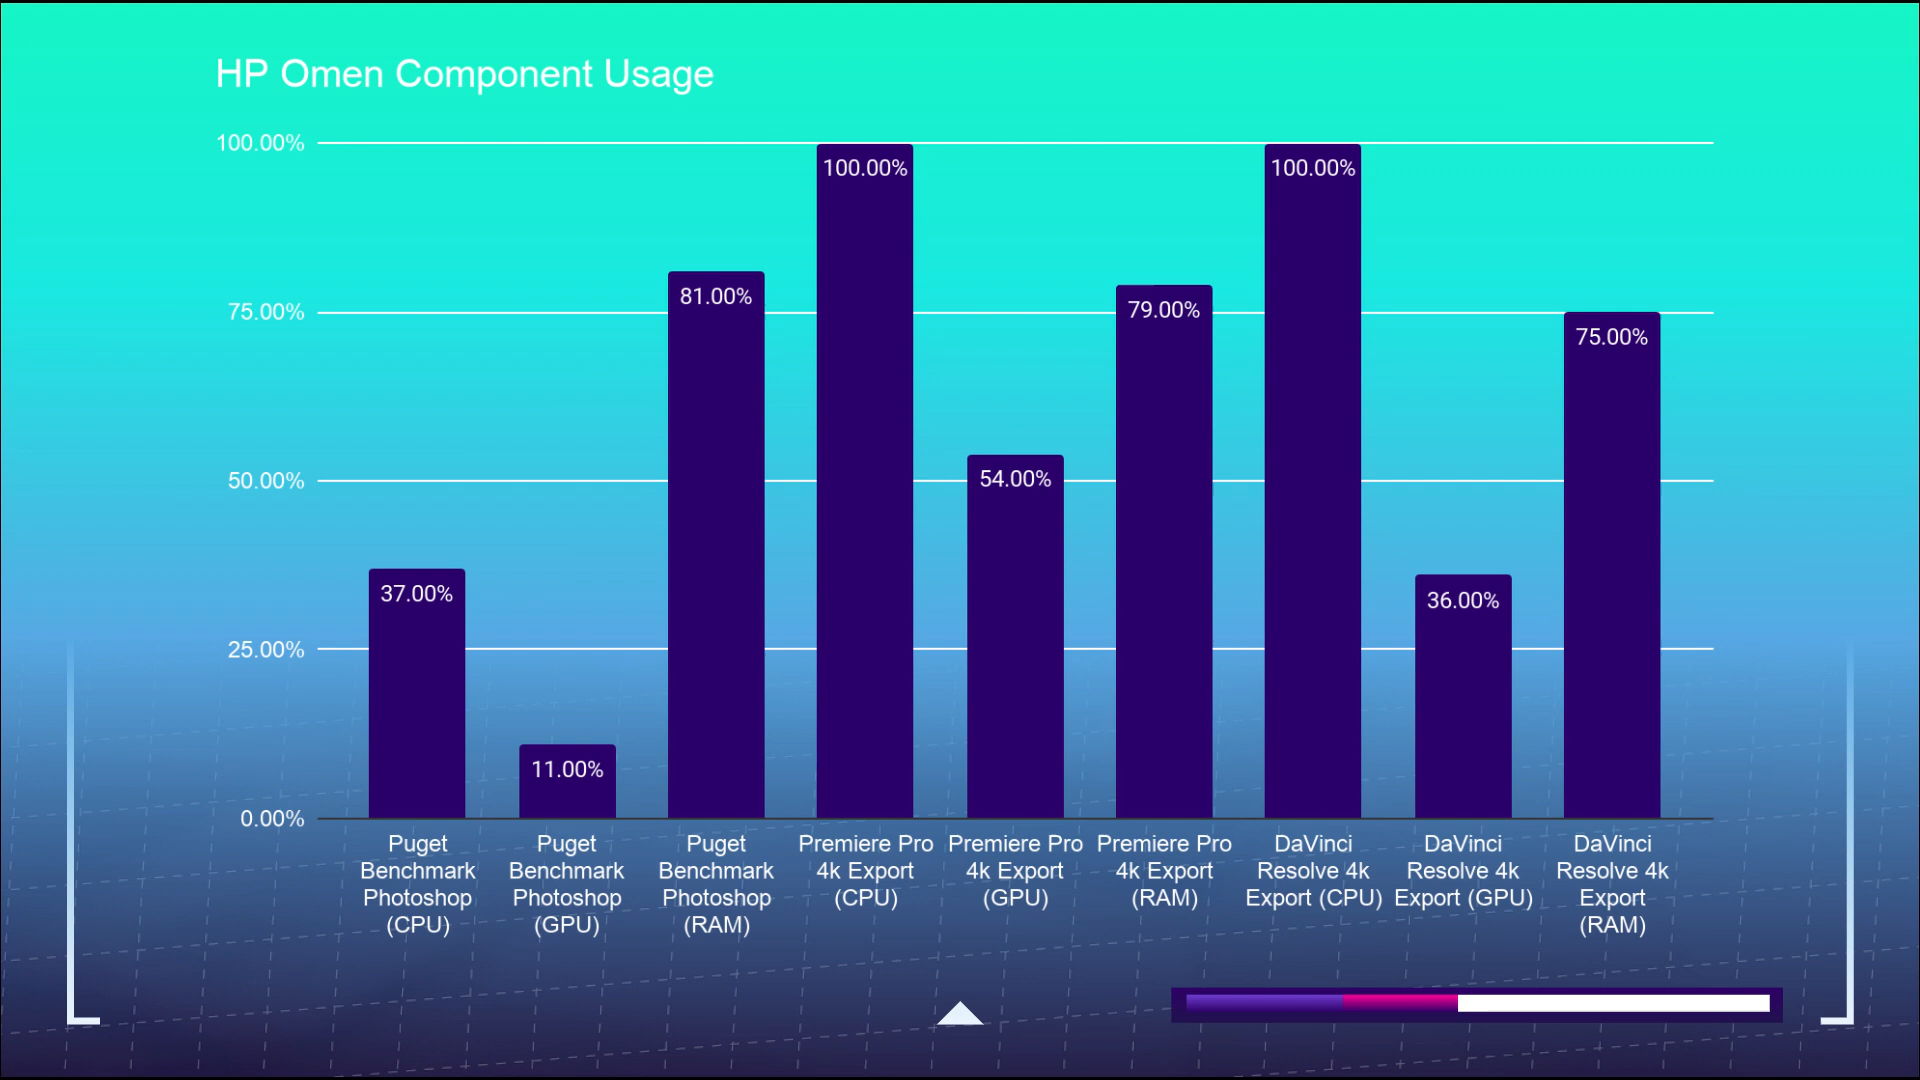 HP Omen Component Usage
100.00%
75.00%
50.00%
25.00%
0.00%
37.00%
11.00%
81.00%
100.00%
54.00%
79.00%
100.00%
36.00%
75.00%
Puget
Benchmark
Photoshop
(CPU)
Puget
Benchmark
Photoshop
(GPU)
Puget
Benchmark
Photoshop
(RAM)
Premiere Pro
4k Export
(CPU)
Premiere Pro
4k Export
(GPU)
Premiere Pro
4k Export
(RAM)
DaVinci
Resolve 4k
Export (CPU)
DaVinci
Resolve 4k
Export (GPU)
DaVinci
Resolve 4k
Export
(RAM)